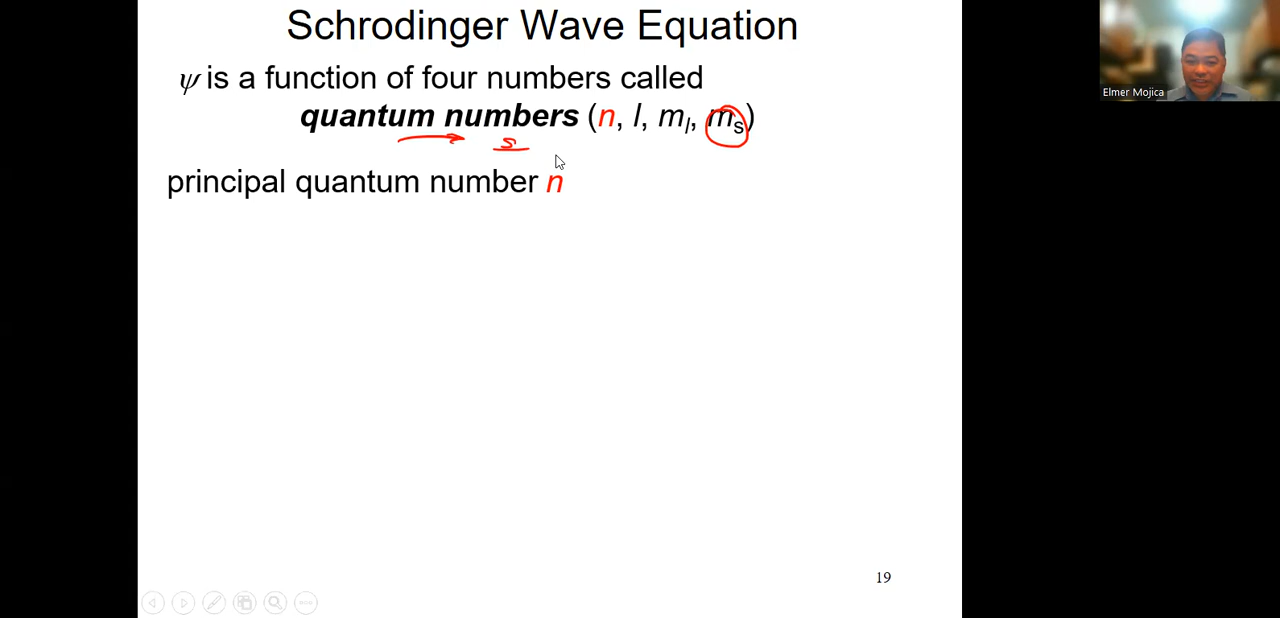 Schrodinger Wave Equation
ψ is a function of four numbers called
quantum numbers (n, l, mₗ, mₛ)
s
principal quantum number n
19
Elmer Mojica